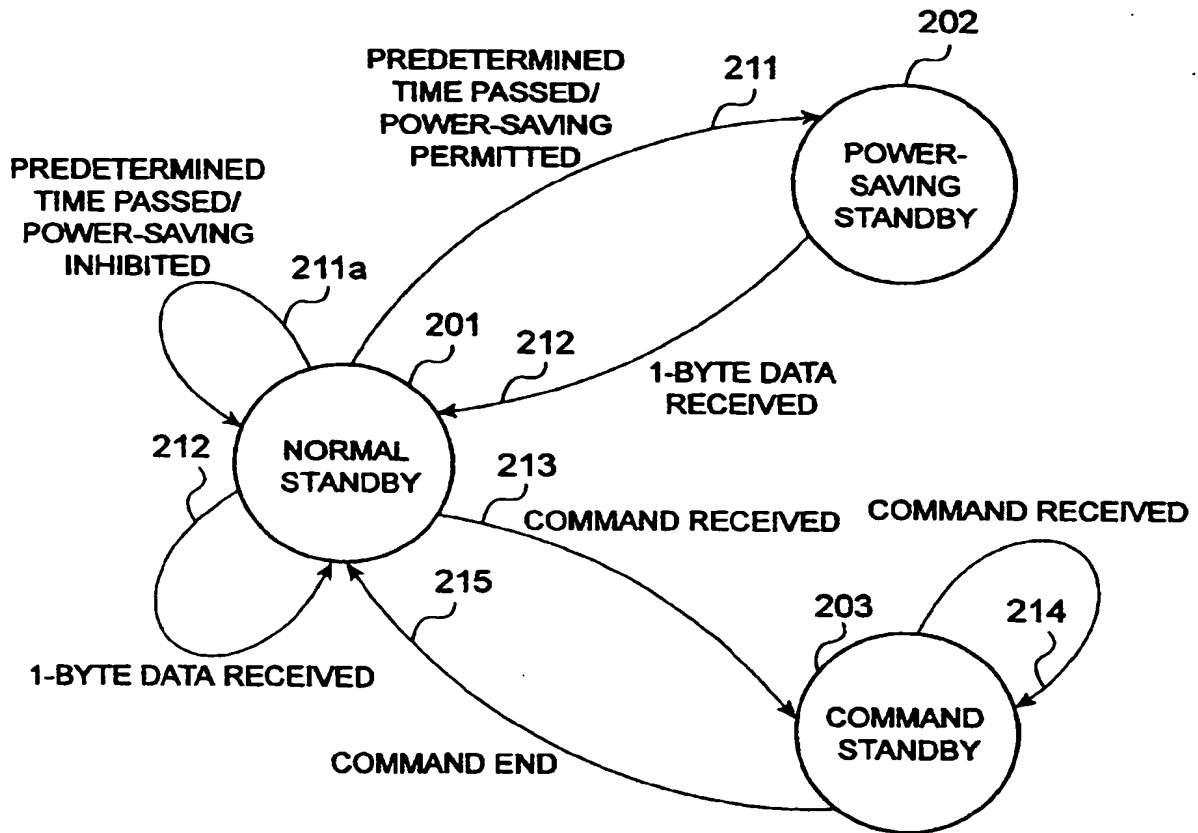 202
PREDETERMINED
TIME PASSED/
POWER-SAVING
PERMITTED
211
POWER-
SAVING
STANDBY
PREDETERMINED
TIME PASSED/
POWER-SAVING
INHIBITED
211a
201
212
1-BYTE DATA
RECEIVED
NORMAL
STANDBY
212
213
COMMAND RECEIVED
COMMAND RECEIVED
215
203
214
1-BYTE DATA RECEIVED
COMMAND
STANDBY
COMMAND END